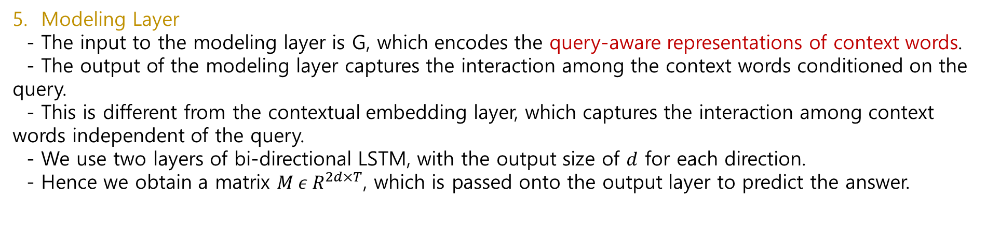 5. Modeling Layer
- The input to the modeling layer is G, which encodes the query-aware representations of context words.
- The output of the modeling layer captures the interaction among the context words conditioned on the
query.
- This is different from the contextual embedding layer, which captures the interaction among context
words independent of the query.
- We use two layers of bi-directional LSTM, with the output size of 𝑑 for each direction.
- Hence we obtain a matrix 𝑀 𝜖 𝑅^{2𝑑×𝑇}, which is passed onto the output layer to predict the answer.